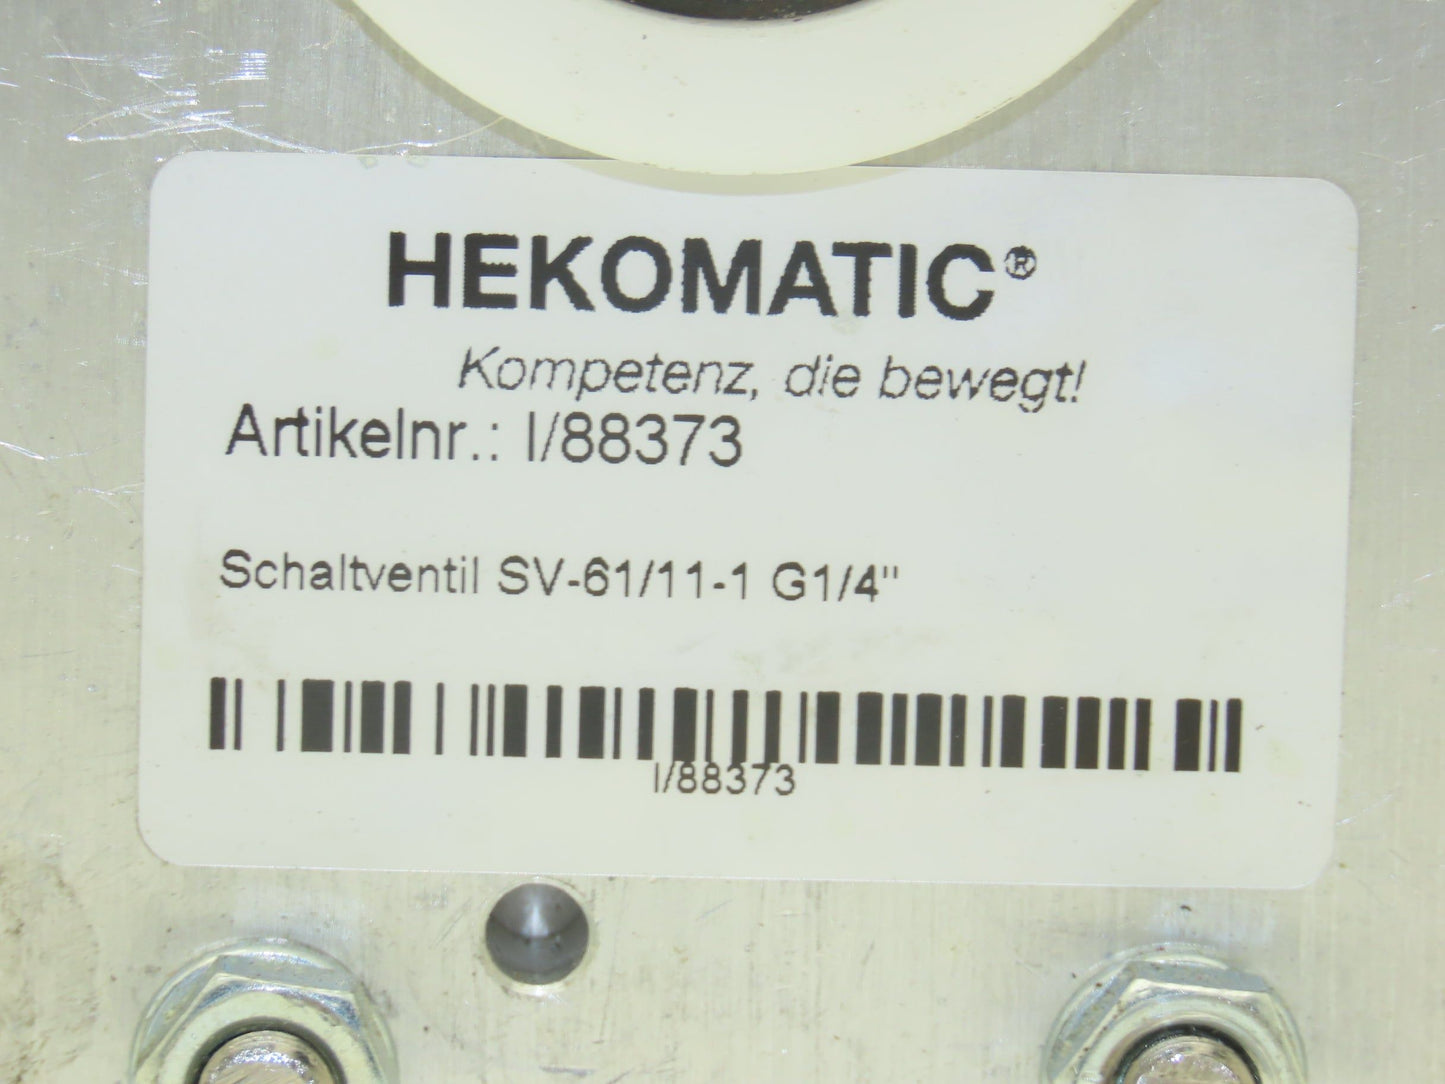 HEKOMATIC®
Kompetenz, die bewegt!
Artikelnr.: I/88373
Schaltventil SV-61/11-1 G1/4"
I/88373